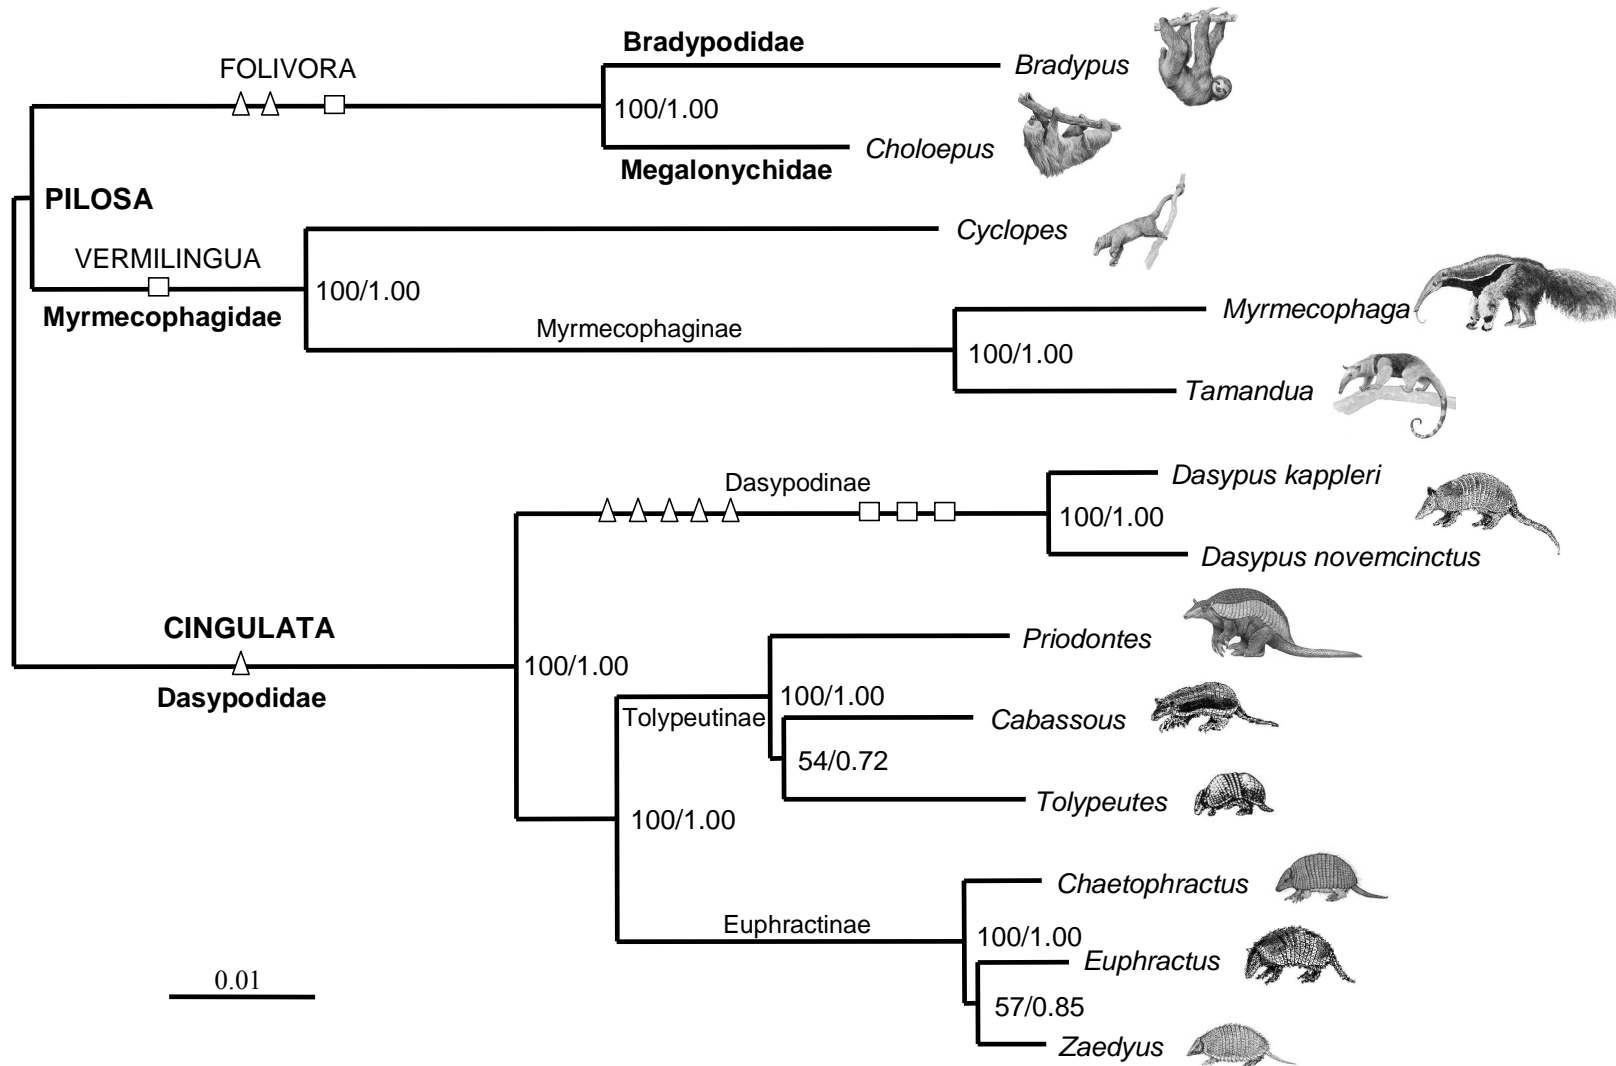 Bradypodidae
FOLIVORA
Bradypus
100/1.00
Choloepus
Megalonychidae
PILOSA
Cyclopes
VERMILINGUA
100/1.00
Myrmecophagidae
Myrmecophaga
Myrmecophaginae
100/1.00
Tamandua
Dasypodinae
Dasypus kappleri
100/1.00
Dasypus novemcinctus
CINGULATA
Priodontes
100/1.00
Dasypodidae
100/1.00
Tolypeutinae
Cabassous
54/0.72
Tolypeutes
100/1.00
Chaetophractus
Euphractinae
100/1.00
Euphractus
0.01
57/0.85
Zaedyus